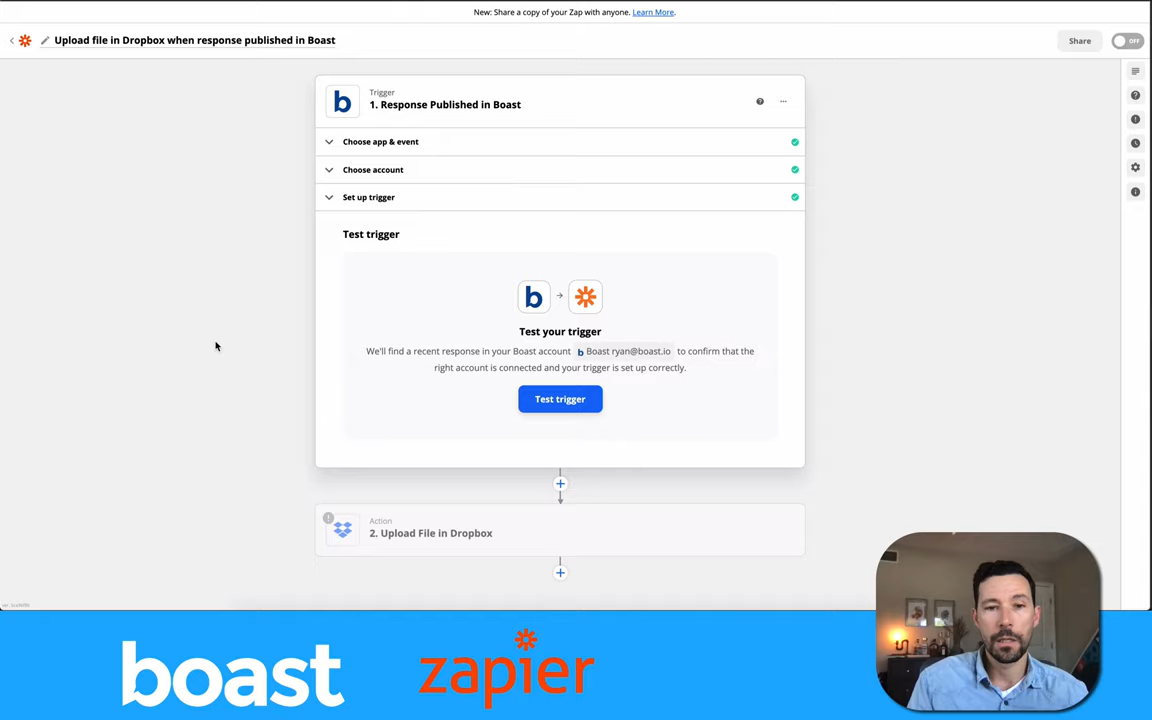 New: Share a copy of your Zap with anyone. Learn More.
Upload file in Dropbox when response published in Boast
Share
OFF
Trigger
1. Response Published in Boast
Choose app & event
Choose account
Set up trigger
Test trigger
b
Test your trigger
We'll find a recent response in your Boast account b Boast ryan@boast.io to confirm that the
right account is connected and your trigger is set up correctly.
Test trigger
Action
2. Upload File in Dropbox
boast
zapier